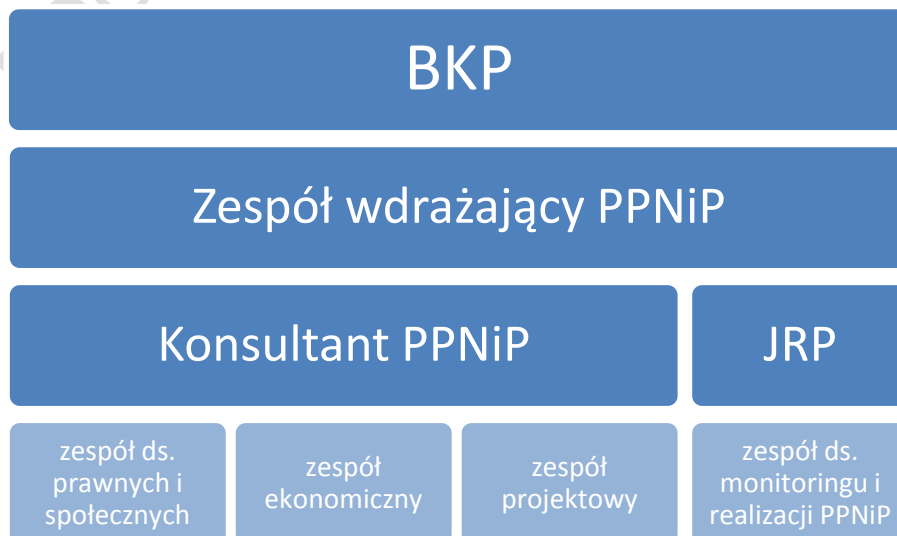 BKP
Zespół wdrażający PPNiP
Konsultant PPNiP
JRP
zespół ds.
prawnych i
społecznych
zespół
ekonomiczny
zespół
projektowy
zespół ds.
monitoringu i
realizacji PPNiP